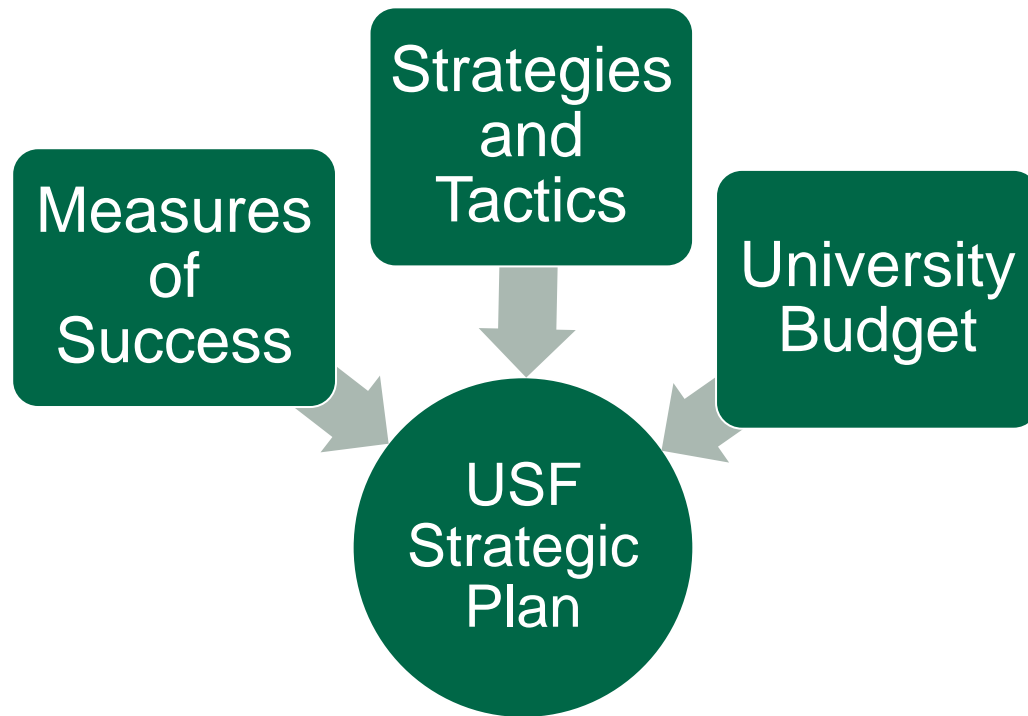 Strategies
and
Tactics
Measures
of
Success
University
Budget
USF
Strategic
Plan